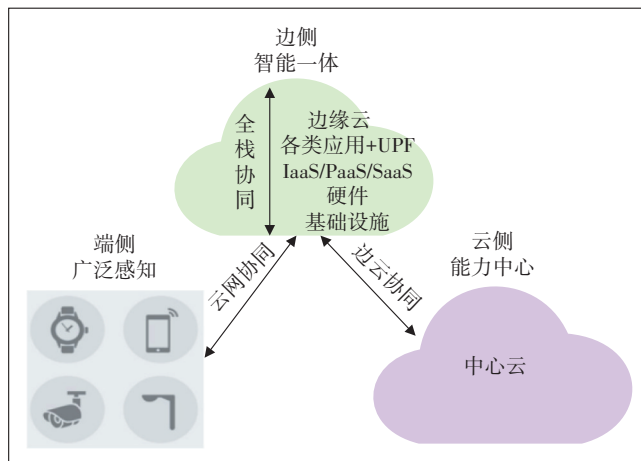 边侧
智能一体
全栈协同
边缘云
各类应用+UPF
IaaS/PaaS/SaaS
硬件
基础设施
端侧
广泛感知
云网协同
边云协同
云侧
能力中心
中心云